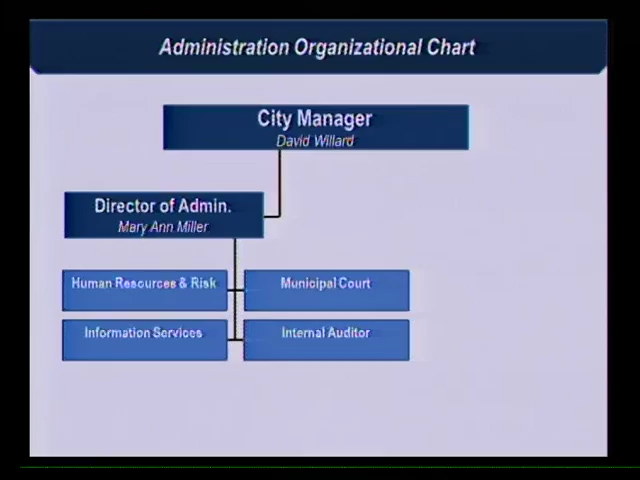 Administration Organizational Chart
City Manager
David Willard
Director of Admin.
Mary Ann Miller
Human Resources & Risk
Municipal Court
Information Services
Internal Auditor